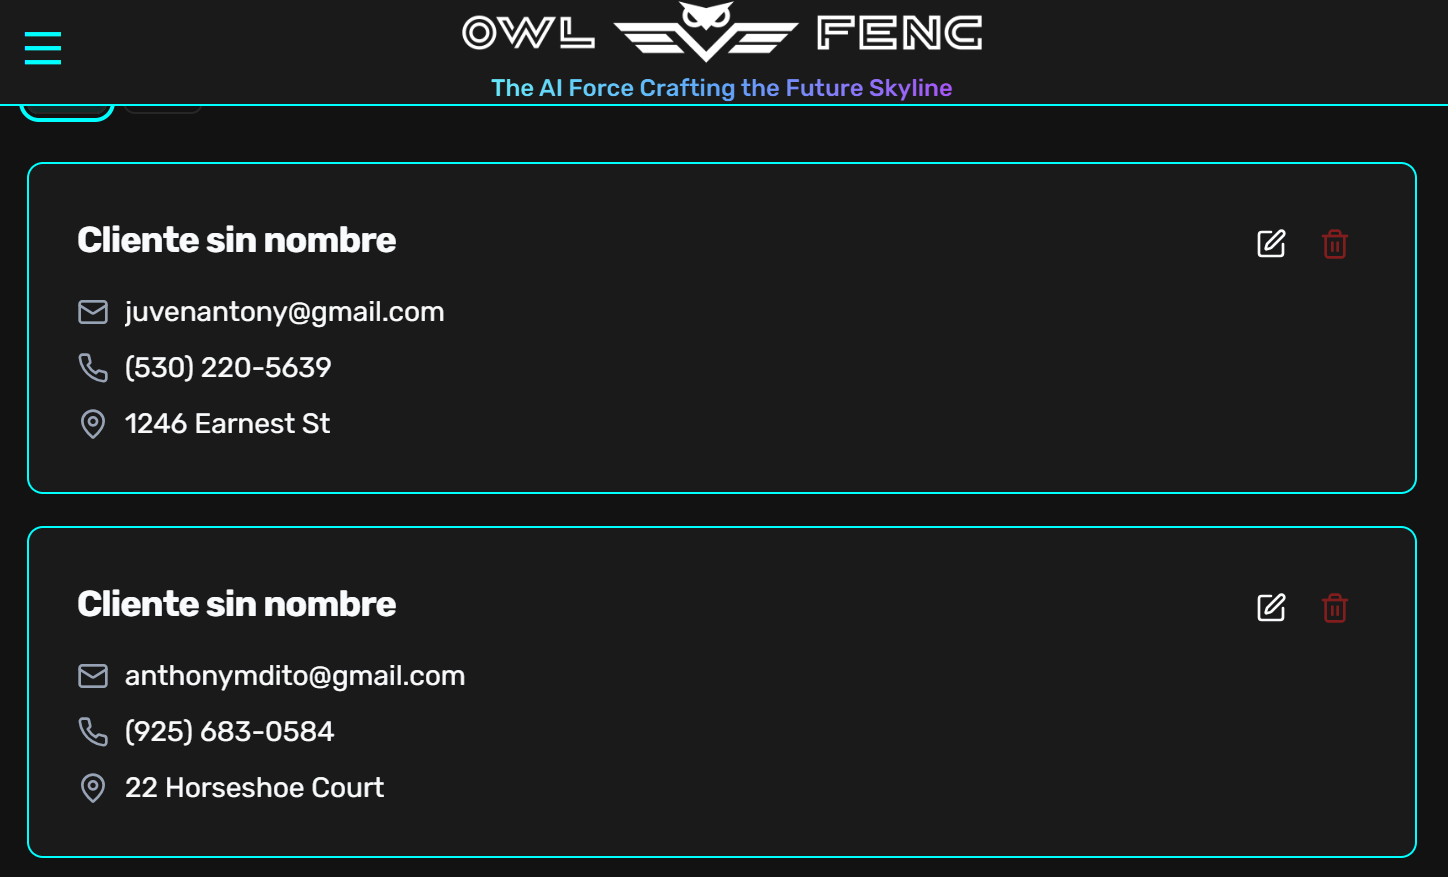 OWL FENC
The AI Force Crafting the Future Skyline
Cliente sin nombre
juvenantony@gmail.com
(530) 220-5639
1246 Earnest St
Cliente sin nombre
anthonymdito@gmail.com
(925) 683-0584
22 Horseshoe Court